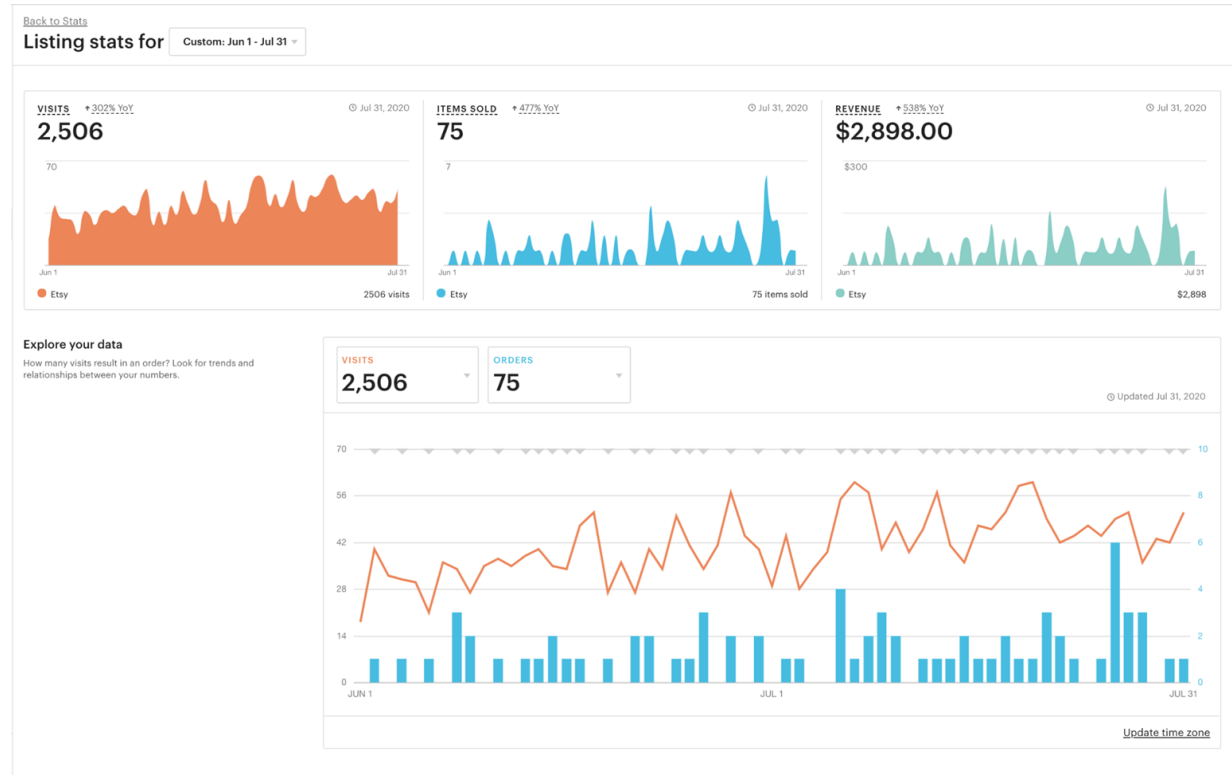 Back to Stats
Listing stats for Custom: Jun 1 - Jul 31
VISITS 302% YoY Jul 31, 2020
2,506
70
Jun 1 Jul 31
Etsy 2506 visits
ITEMS SOLD 477% YoY Jul 31, 2020
75
7
Jun 1 Jul 31
Etsy 75 items sold
REVENUE 538% YoY Jul 31, 2020
$2,898.00
$300
Jun 1 Jul 31
Etsy $2,898
Explore your data
How many visits result in an order? Look for trends and
relationships between your numbers.
VISITS
2,506
ORDERS
75
Updated Jul 31, 2020
70 10
56 8
42 6
28 4
14 2
0 0
JUN 1 JUL 1 JUL 31
Update time zone